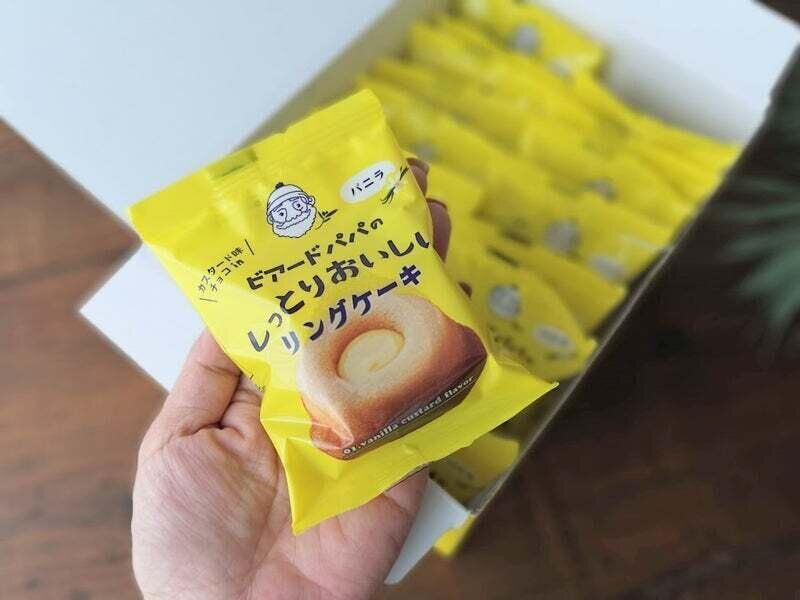 バニラ
カスタード味
チョコin
ビアードパパの
しっとりおいしい
リングケーキ
01.vanilla custard flavor